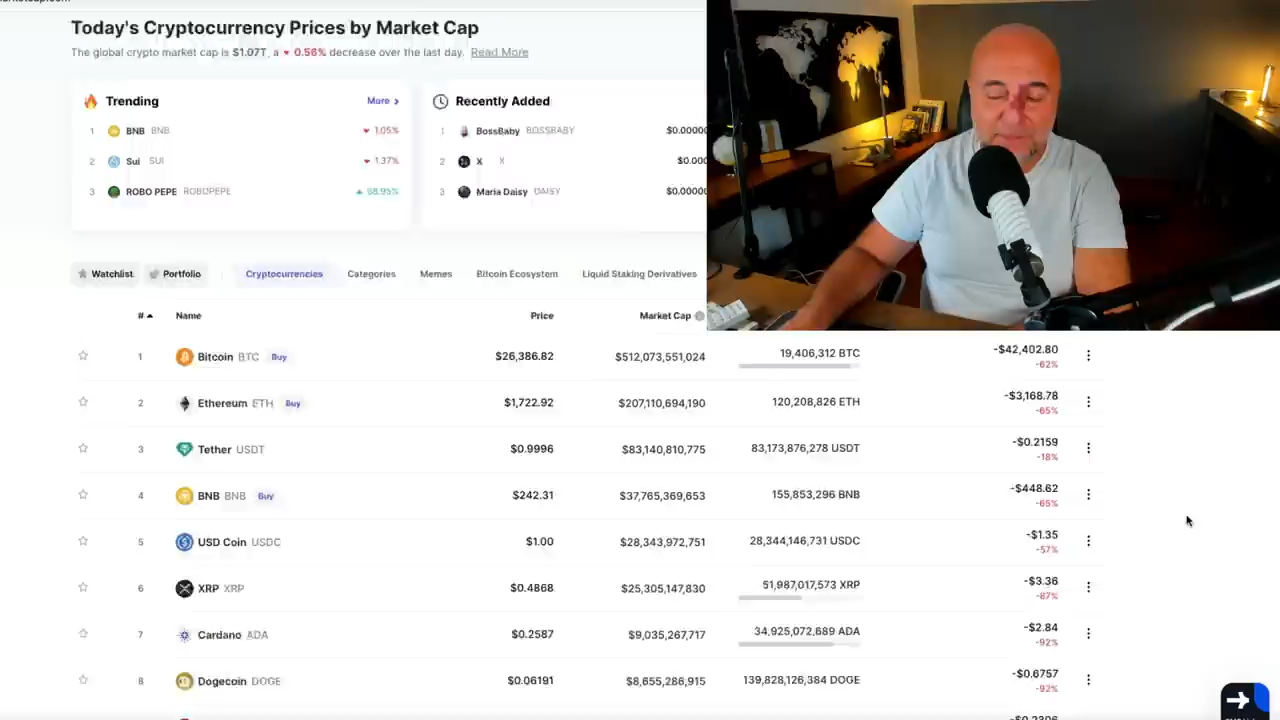 Today's Cryptocurrency Prices by Market Cap
The global crypto market cap is $1.07T, a 0.56% decrease over the last day. Read More
Trending More >
1 BNB BNB 1.05%
2 Sui SUI 1.37%
3 ROBO PEPE ROBOPEPE 68.95%
Recently Added
1 BossBaby BOSSBABY $0.0000
2 X X $0.000
3 Maria Daisy DAISY $0.0000
Watchlist Portfolio Cryptocurrencies Categories Memes Bitcoin Ecosystem Liquid Staking Derivatives
# Name Price Market Cap
1 Bitcoin BTC Buy $26,386.82 $512,073,551,024 19,406,312 BTC -$42,402.80
-62%
2 Ethereum ETH Buy $1,722.92 $207,110,694,190 120,208,826 ETH -$3,168.78
-65%
3 Tether USDT $0.9996 $83,140,810,775 83,173,876,278 USDT -$0.2159
-18%
4 BNB BNB Buy $242.31 $37,765,369,653 155,853,296 BNB -$448.62
-65%
5 USD Coin USDC $1.00 $28,343,972,751 28,344,146,731 USDC -$1.35
-57%
6 XRP XRP $0.4868 $25,305,147,830 51,987,017,573 XRP -$3.36
-87%
7 Cardano ADA $0.2587 $9,035,267,717 34,925,072,689 ADA -$2.84
-92%
8 Dogecoin DOGE $0.06191 $8,655,286,915 139,828,126,384 DOGE -$0.6757
-92%